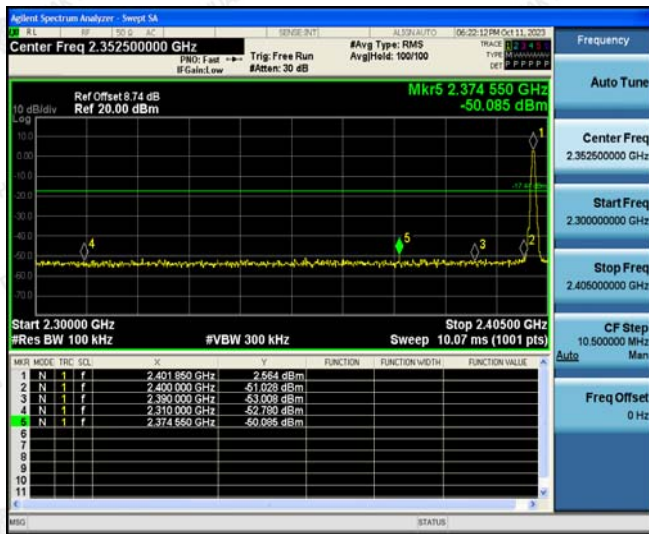 Agilent Spectrum Analyzer - Swept SA
RL RF 50 Ω AC SENSE:INT ALIGN AUTO 06:22:12 PM Oct 11, 2023
Center Freq 2.352500000 GHz
PNO: Fast
IFGain:Low
Trig: Free Run
#Atten: 30 dB
#Avg Type: RMS
Avg|Hold: 100/100
TRACE 1 2 3 4 5 6
TYPE
DET P P P P P P
Ref Offset 8.74 dB
Ref 20.00 dBm
10 dB/div
Log
Mkr5 2.374 550 GHz
-50.085 dBm
10.0
0.00
-10.0
-20.0
-30.0
-40.0
-50.0
-60.0
-70.0
1
2
3
4
5
Start 2.30000 GHz
Stop 2.40500 GHz
#Res BW 100 kHz
#VBW 300 kHz
Sweep 10.07 ms (1001 pts)
MKR MODE TRC SCL X Y FUNCTION FUNCTION WIDTH FUNCTION VALUE
1 N 1 f 2.401 850 GHz 2.564 dBm
2 N 1 f 2.400 000 GHz -51.028 dBm
3 N 1 f 2.390 000 GHz -53.008 dBm
4 N 1 f 2.310 000 GHz -52.780 dBm
5 N 1 f 2.374 550 GHz -50.085 dBm
6
7
8
9
10
11
MSG
STATUS
Frequency
Auto Tune
Center Freq
2.352500000 GHz
Start Freq
2.300000000 GHz
Stop Freq
2.405000000 GHz
CF Step
10.500000 MHz
Auto Man
Freq Offset
0 Hz